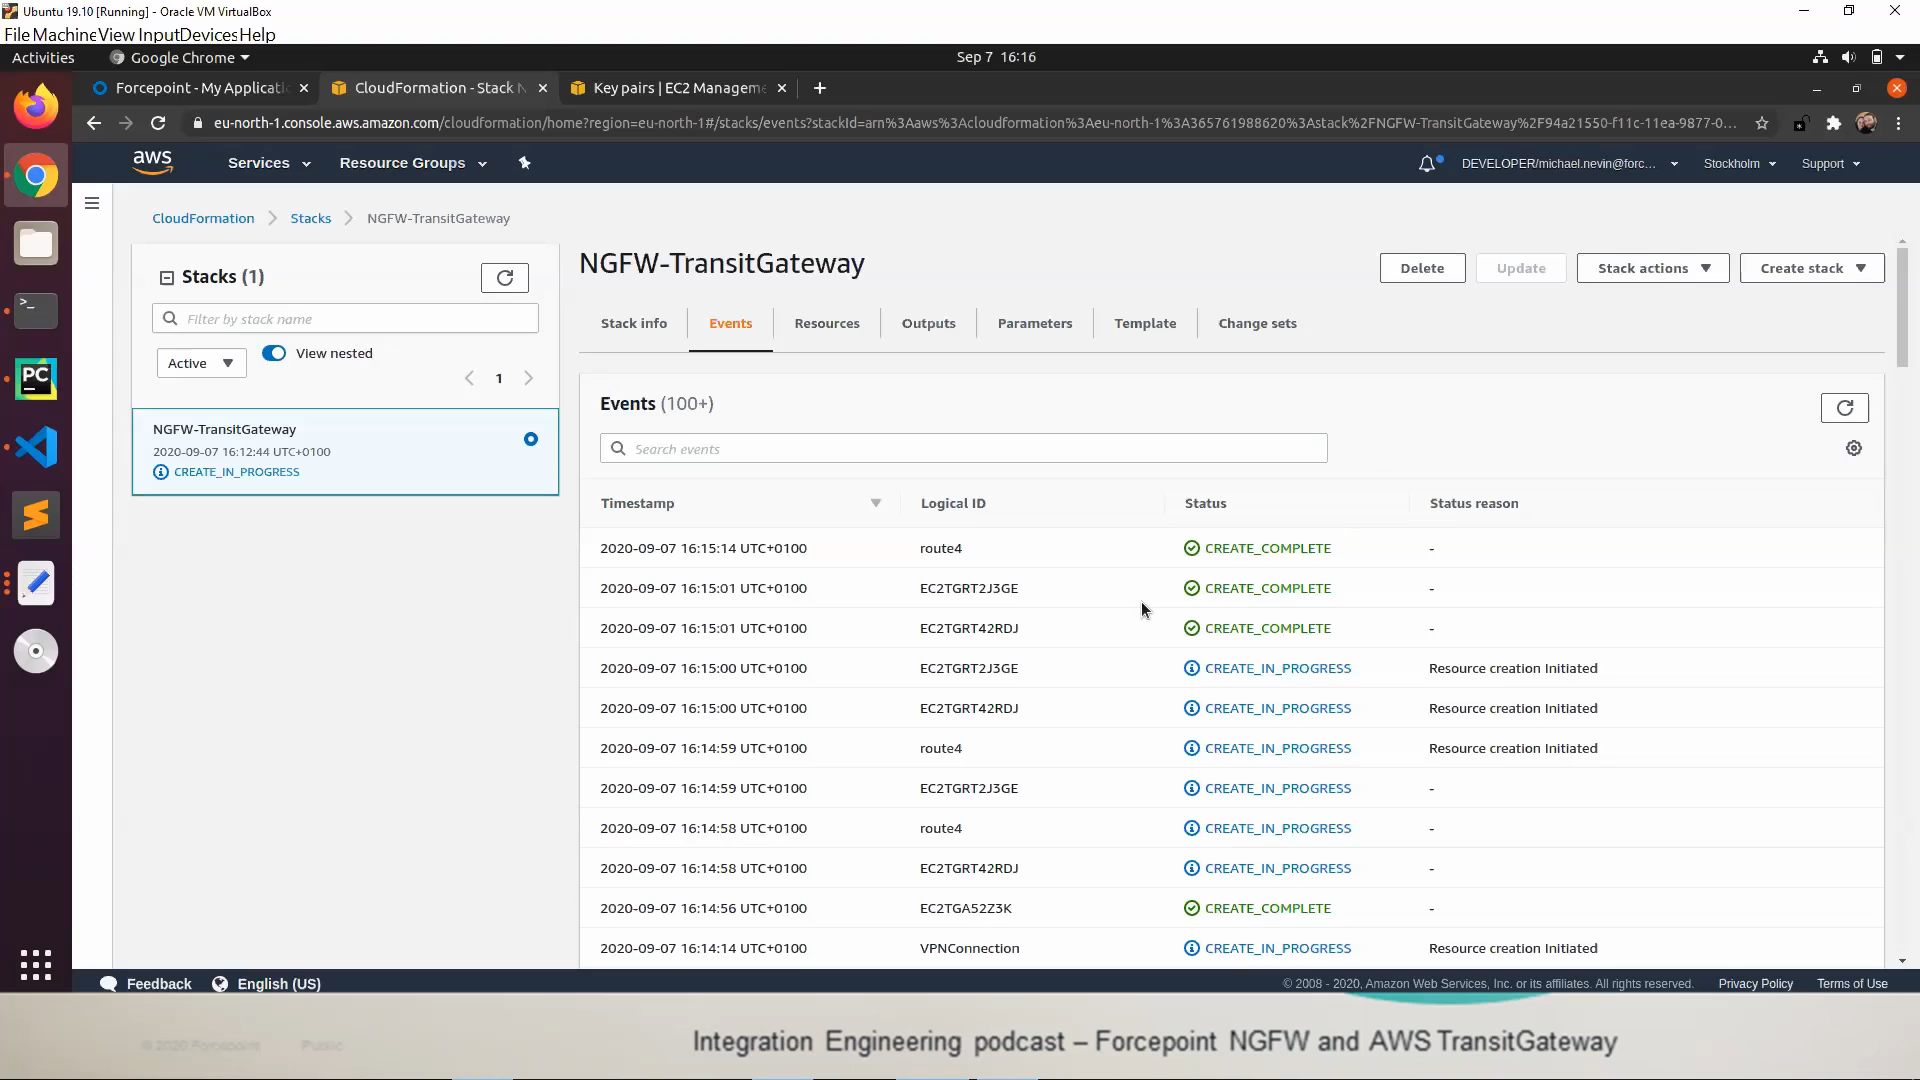 Ubuntu 19.10 [Running] - Oracle VM VirtualBox
File Machine View Input Devices Help
Activities Google Chrome Sep 7 16:16
Forcepoint - My Applicati CloudFormation - Stack N Key pairs | EC2 Managem
eu-north-1.console.aws.amazon.com/cloudformation/home?region=eu-north-1#/stacks/events?stackId=arn%3Aaws%3Acloudformation%3Aeu-north-1%3A365761988620%3Astack%2FNGFW-TransitGateway%2F94a21550-f11c-11ea-9877-0...
aws Services Resource Groups DEVELOPER/michael.nevin@forc... Stockholm Support
CloudFormation Stacks NGFW-TransitGateway
Stacks (1)
Filter by stack name
Active View nested
1
NGFW-TransitGateway
2020-09-07 16:12:44 UTC+0100
CREATE_IN_PROGRESS
NGFW-TransitGateway
Delete Update Stack actions Create stack
Stack info Events Resources Outputs Parameters Template Change sets
Events (100+)
Search events
Timestamp Logical ID Status Status reason
2020-09-07 16:15:14 UTC+0100 route4 CREATE_COMPLETE -
2020-09-07 16:15:01 UTC+0100 EC2TGRT2J3GE CREATE_COMPLETE -
2020-09-07 16:15:01 UTC+0100 EC2TGRT42RDJ CREATE_COMPLETE -
2020-09-07 16:15:00 UTC+0100 EC2TGRT2J3GE CREATE_IN_PROGRESS Resource creation Initiated
2020-09-07 16:15:00 UTC+0100 EC2TGRT42RDJ CREATE_IN_PROGRESS Resource creation Initiated
2020-09-07 16:14:59 UTC+0100 route4 CREATE_IN_PROGRESS Resource creation Initiated
2020-09-07 16:14:59 UTC+0100 EC2TGRT2J3GE CREATE_IN_PROGRESS -
2020-09-07 16:14:58 UTC+0100 route4 CREATE_IN_PROGRESS -
2020-09-07 16:14:58 UTC+0100 EC2TGRT42RDJ CREATE_IN_PROGRESS -
2020-09-07 16:14:56 UTC+0100 EC2TGA52Z3K CREATE_COMPLETE -
2020-09-07 16:14:14 UTC+0100 VPNConnection CREATE_IN_PROGRESS Resource creation Initiated
Feedback English (US) © 2008 - 2020, Amazon Web Services, Inc. or its affiliates. All rights reserved. Privacy Policy Terms of Use
© 2020 Forcepoint Public Integration Engineering podcast – Forcepoint NGFW and AWS TransitGateway